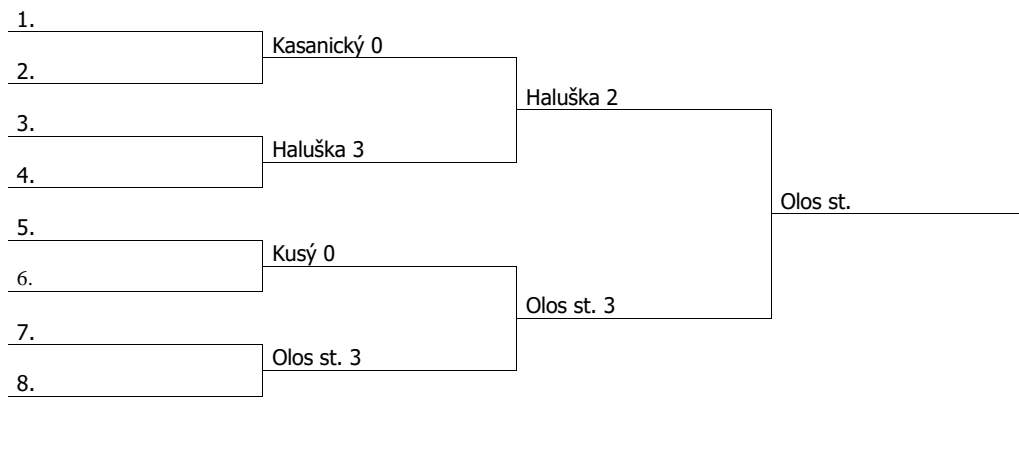 1.
Kasanický 0
2.
Haluška 2
3.
Haluška 3
4.
Olos st.
5.
Kusý 0
6.
Olos st. 3
7.
Olos st. 3
8.